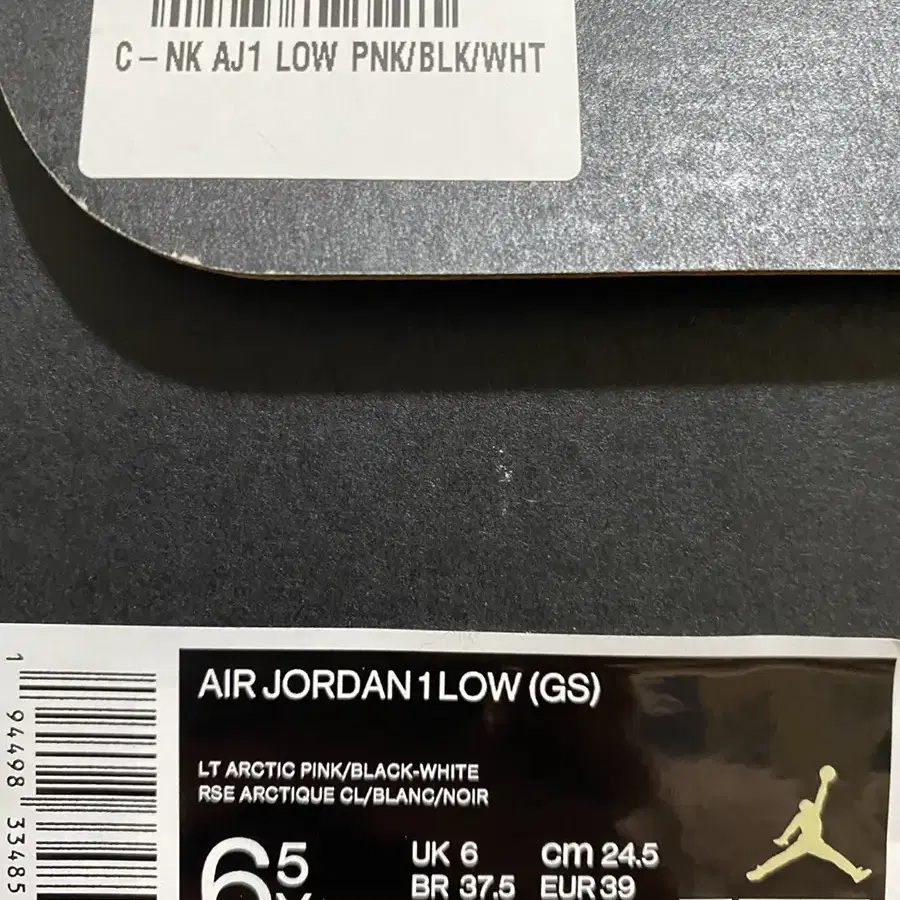 C – NK AJ1 LOW PNK/BLK/WHT
AIR JORDAN 1 LOW (GS)
LT ARCTIC PINK/BLACK-WHITE
RSE ARCTIQUE CL/BLANC/NOIR
6.5
UK 6 cm 24.5
BR 37.5 EUR 39
1 94498 33485